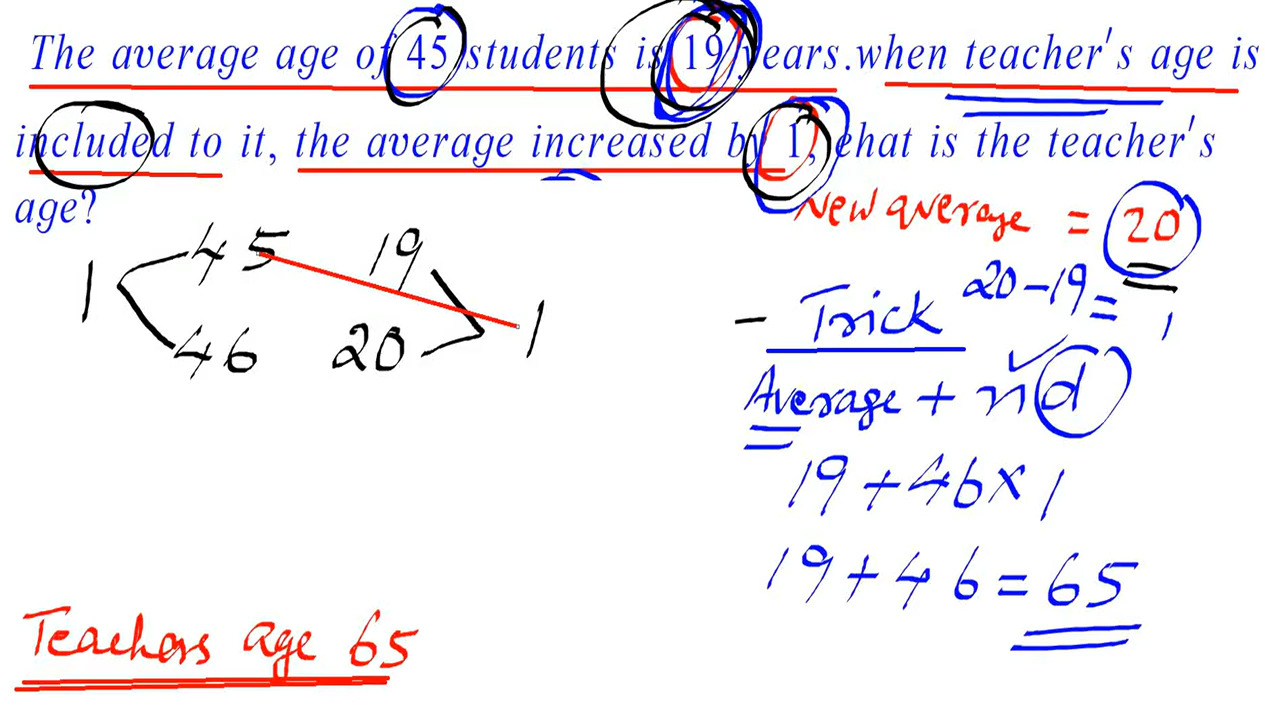 The average age of 45 students is 19 years.when teacher's age is
included to it, the average increased by 1, what is the teacher's
age?
New average = 20
45 19
1 1
46 20
20 - 19 = 1
- Trick
Average + nd
19 + 46 x 1
19 + 46 = 65
Teachers age 65